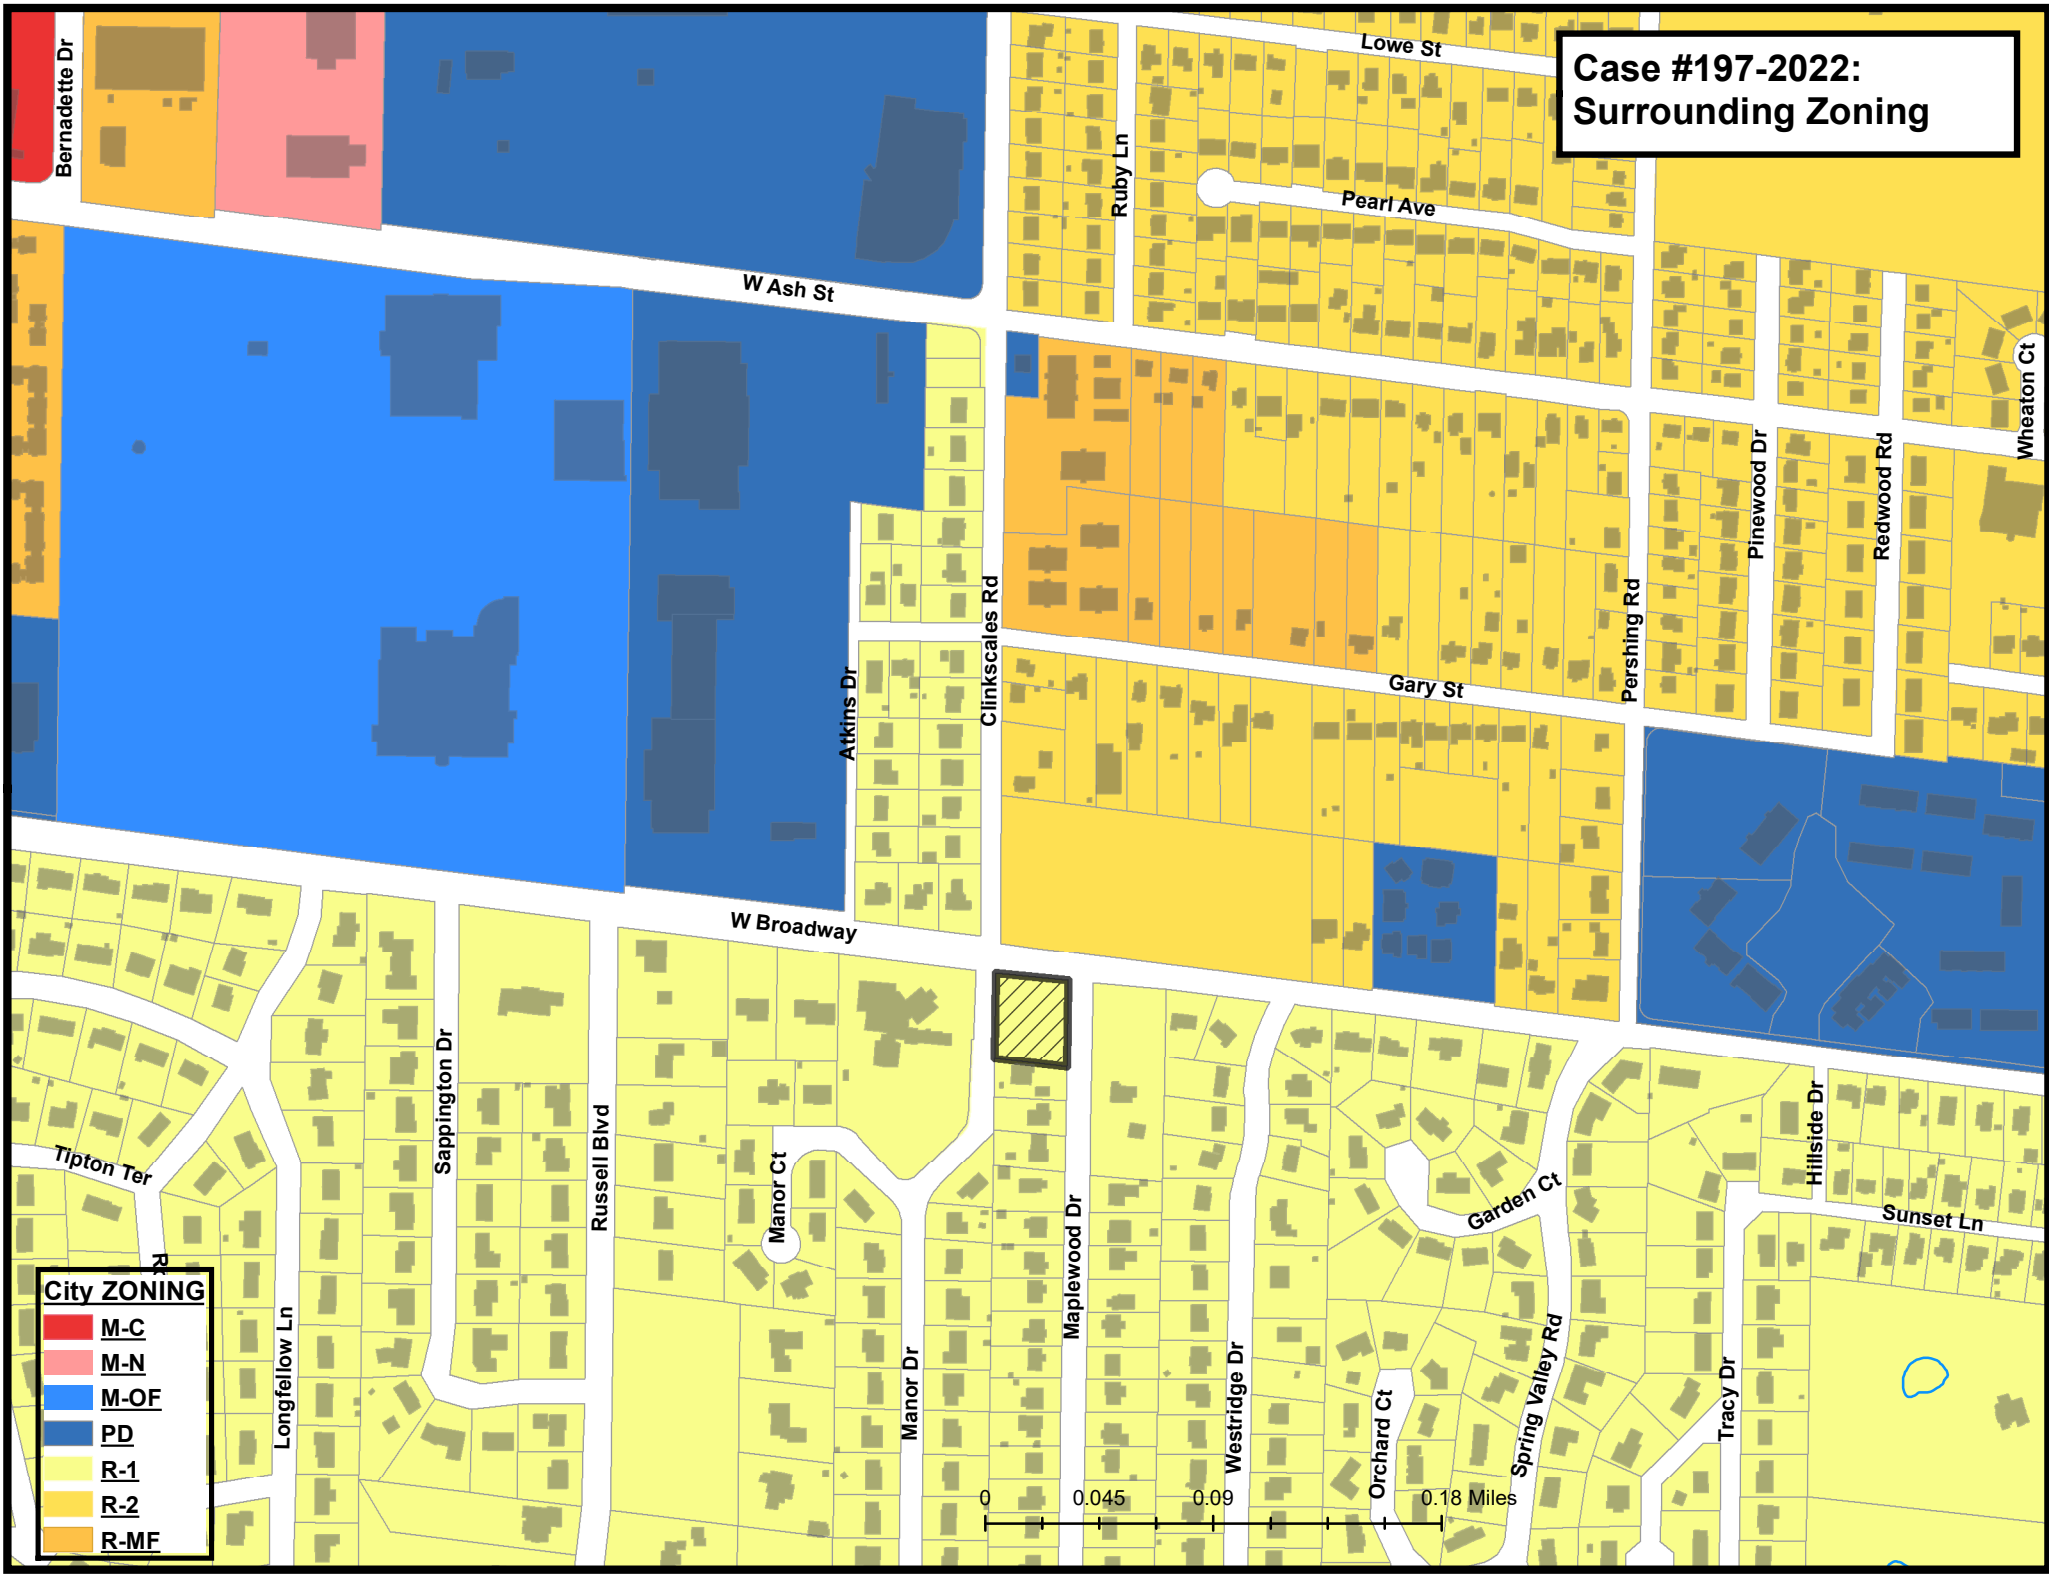 Case #197-2022:
Surrounding Zoning
Lowe St
Bernadette Dr
Ruby Ln
Pearl Ave
W Ash St
Wheaton Ct
Pinewood Dr
Redwood Rd
Clinkscales Rd
Pershing Rd
Atkins Dr
Gary St
W Broadway
Sappington Dr
Russell Blvd
Tipton Ter
Manor Ct
Maplewood Dr
Garden Ct
Hillside Dr
Sunset Ln
Longfellow Ln
Manor Dr
Westridge Dr
Orchard Ct
Spring Valley Rd
Tracy Dr
City ZONING
M-C
M-N
M-OF
PD
R-1
R-2
R-MF
0 0.045 0.09 0.18 Miles